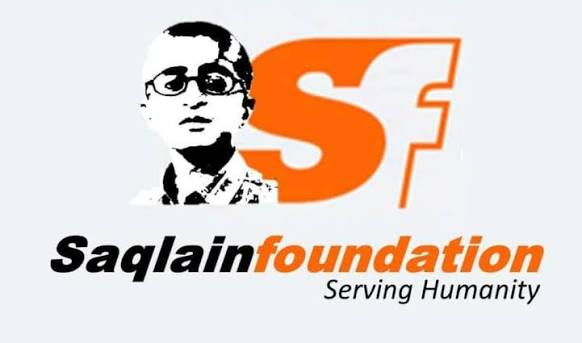 Sf
Saqlainfoundation
Serving Humanity